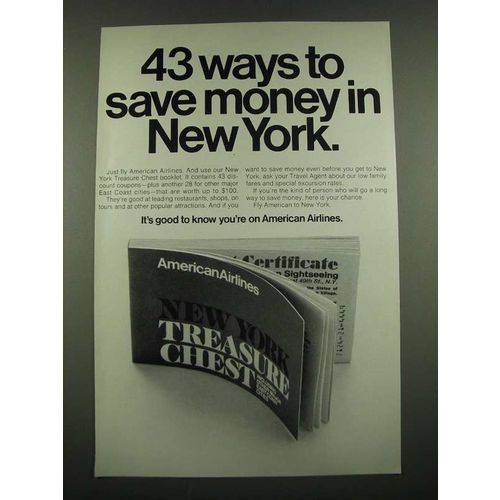 43 ways to
save money in
New York.
Just fly American Airlines. And use our New
York Treasure Chest booklet. It contains 43 dis-
count coupons—plus another 28 for other major
East Coast cities—that are worth up to $100.
They're good at leading restaurants, shops, on
tours and at other popular attractions. And if you
want to save money even before you get to New
York, ask your Travel Agent about our low family
fares and special excursion rates.
If you're the kind of person who will go a long
way to save money, here is your chance.
Fly American to New York.
It's good to know you're on American Airlines.
AmericanAirlines
NEW YORK
TREASURE
CHEST
Certificate
Sightseeing
49th St., N.Y.